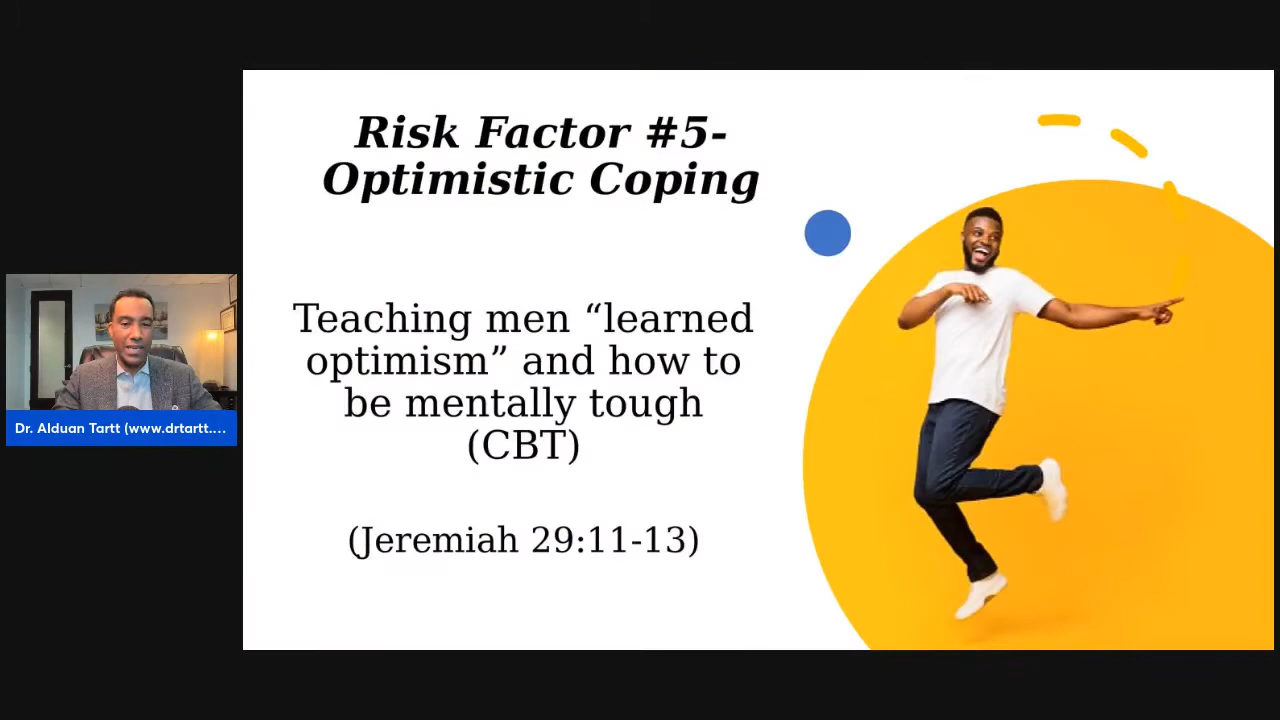 Risk Factor #5-
Optimistic Coping
Teaching men “learned
optimism” and how to
be mentally tough
(CBT)
(Jeremiah 29:11-13)
Dr. Alduan Tartt (www.drtartt....